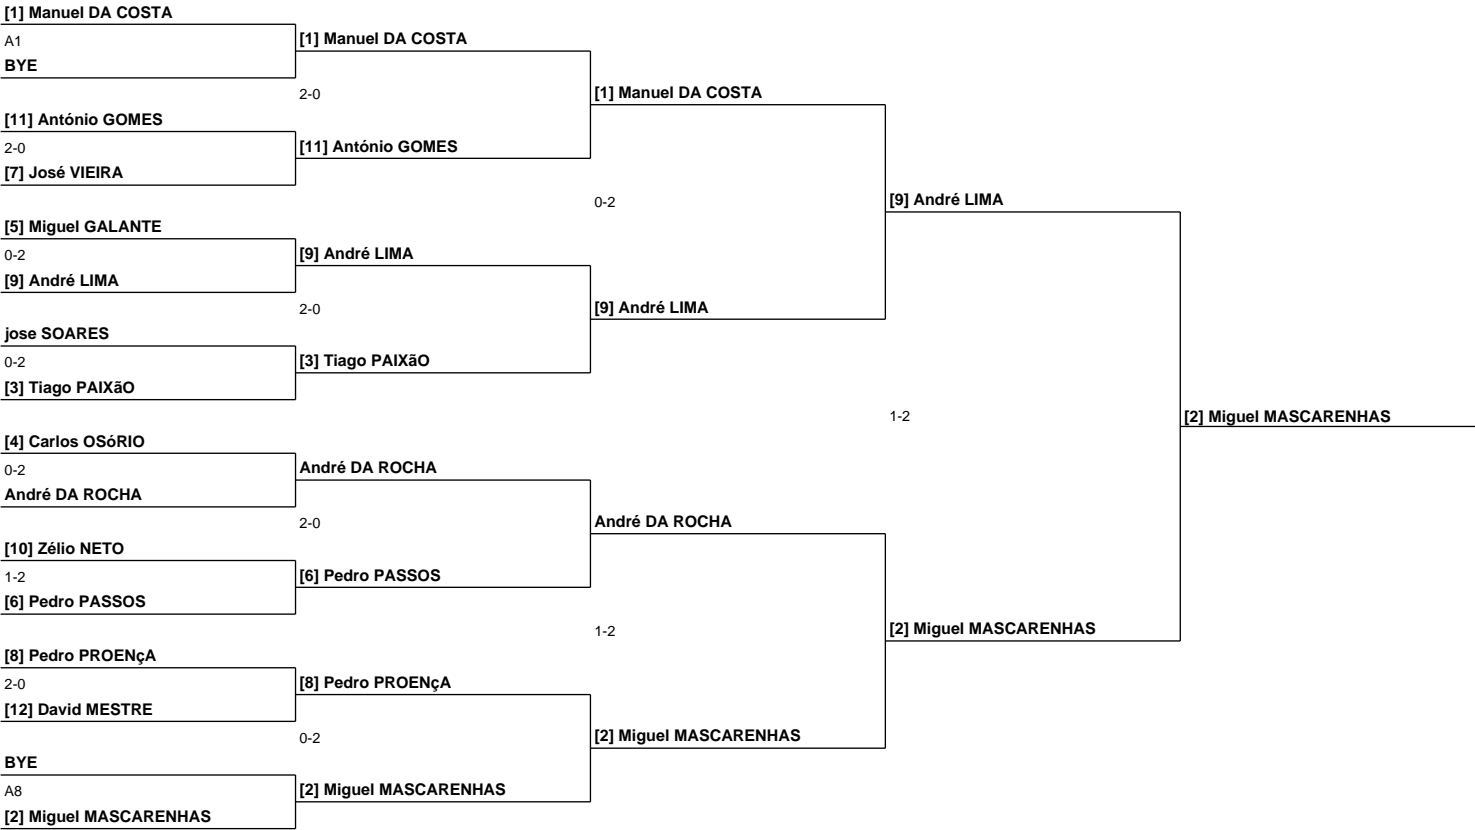 [1] Manuel DA COSTA
A1
BYE
[1] Manuel DA COSTA
2-0
[1] Manuel DA COSTA
[11] António GOMES
2-0
[7] José VIEIRA
[11] António GOMES
0-2
[9] André LIMA
[5] Miguel GALANTE
0-2
[9] André LIMA
[9] André LIMA
2-0
[9] André LIMA
jose SOARES
0-2
[3] Tiago PAIXãO
[3] Tiago PAIXãO
1-2
[2] Miguel MASCARENHAS
[4] Carlos OSóRIO
0-2
André DA ROCHA
André DA ROCHA
2-0
André DA ROCHA
[10] Zélio NETO
1-2
[6] Pedro PASSOS
[6] Pedro PASSOS
1-2
[2] Miguel MASCARENHAS
[8] Pedro PROENçA
2-0
[12] David MESTRE
[8] Pedro PROENçA
0-2
[2] Miguel MASCARENHAS
BYE
A8
[2] Miguel MASCARENHAS
[2] Miguel MASCARENHAS